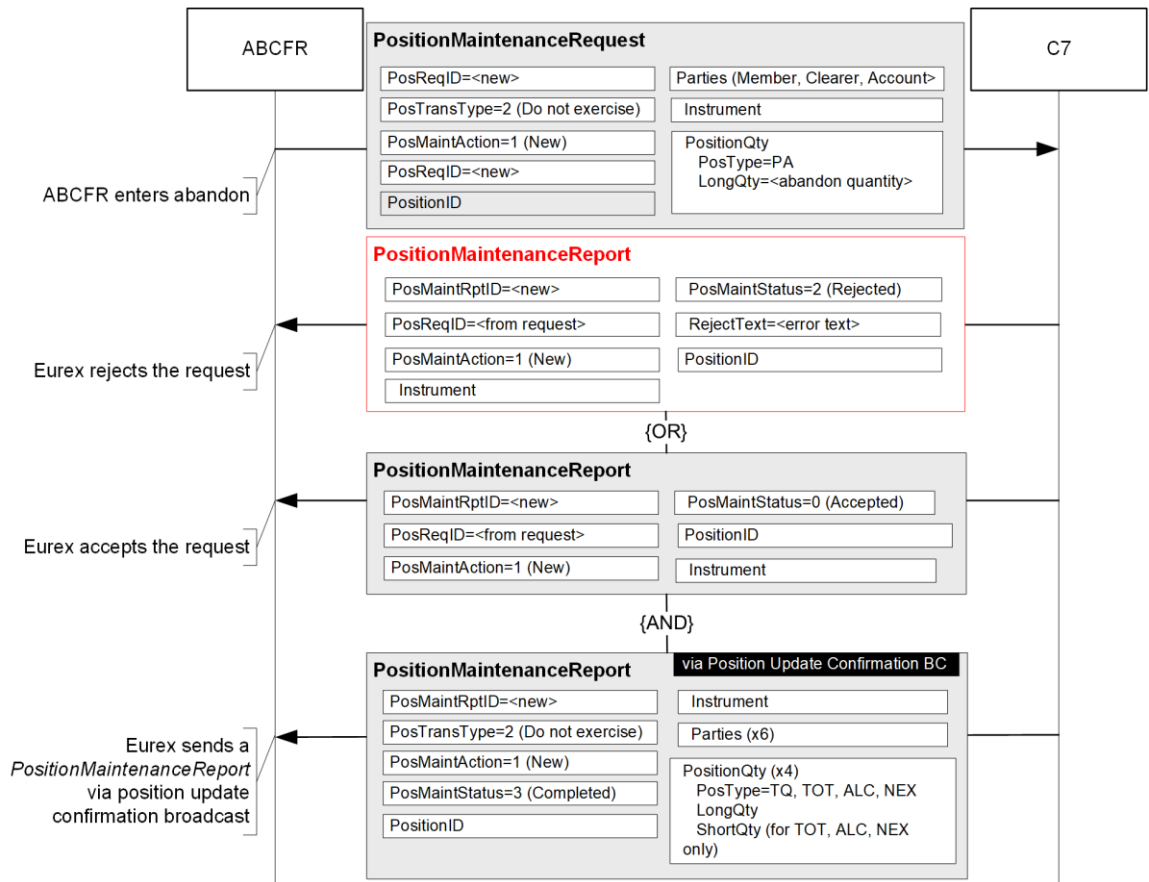 ABCFR
C7
PositionMaintenanceRequest
PosReqID=<new>
Parties (Member, Clearer, Account>
PosTransType=2 (Do not exercise)
Instrument
PosMaintAction=1 (New)
PositionQty
PosType=PA
LongQty=<abandon quantity>
PosReqID=<new>
PositionID
ABCFR enters abandon
PositionMaintenanceReport
PosMaintRptID=<new>
PosMaintStatus=2 (Rejected)
PosReqID=<from request>
RejectText=<error text>
PosMaintAction=1 (New)
PositionID
Instrument
Eurex rejects the request
{OR}
PositionMaintenanceReport
PosMaintRptID=<new>
PosMaintStatus=0 (Accepted)
PosReqID=<from request>
PositionID
PosMaintAction=1 (New)
Instrument
Eurex accepts the request
{AND}
PositionMaintenanceReport
via Position Update Confirmation BC
PosMaintRptID=<new>
Instrument
PosTransType=2 (Do not exercise)
Parties (x6)
PosMaintAction=1 (New)
PosMaintStatus=3 (Completed)
PositionID
PositionQty (x4)
PosType=TQ, TOT, ALC, NEX
LongQty
ShortQty (for TOT, ALC, NEX
only)
Eurex sends a
PositionMaintenanceReport
via position update
confirmation broadcast